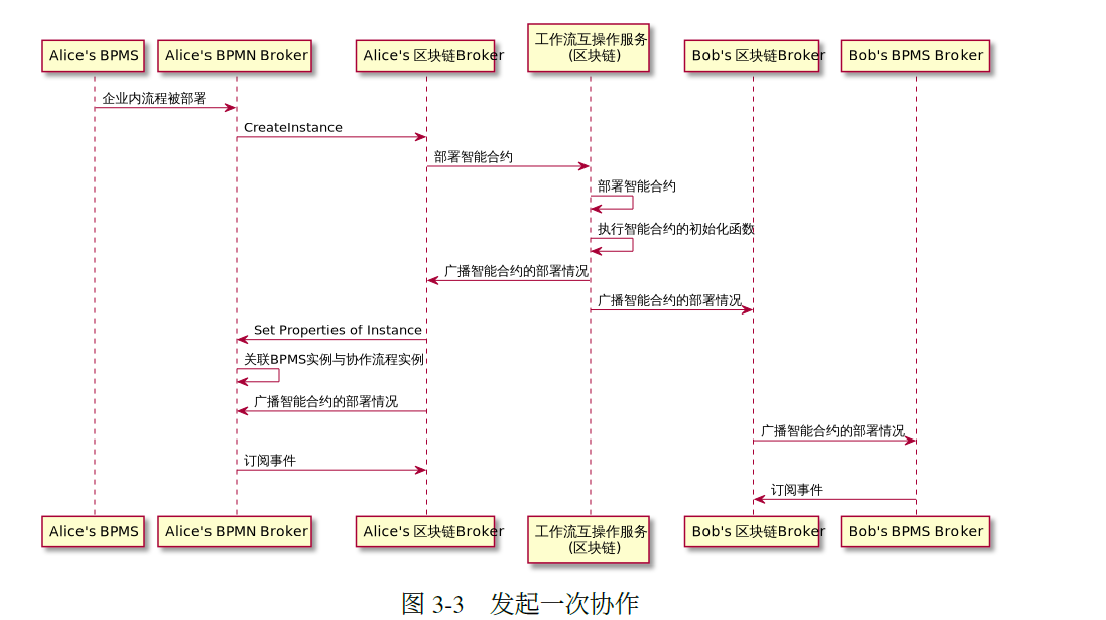 Alice's BPMS
Alice's BPMN Broker
Alice's 区块链Broker
工作流互操作服务
(区块链)
Bob's 区块链Broker
Bob's BPMS Broker
企业内流程被部署
CreateInstance
部署智能合约
部署智能合约
执行智能合约的初始化函数
广播智能合约的部署情况
广播智能合约的部署情况
Set Properties of Instance
关联BPMS实例与协作流程实例
广播智能合约的部署情况
广播智能合约的部署情况
订阅事件
订阅事件
Alice's BPMS
Alice's BPMN Broker
Alice's 区块链Broker
工作流互操作服务
(区块链)
Bob's 区块链Broker
Bob's BPMS Broker
图 3-3 发起一次协作